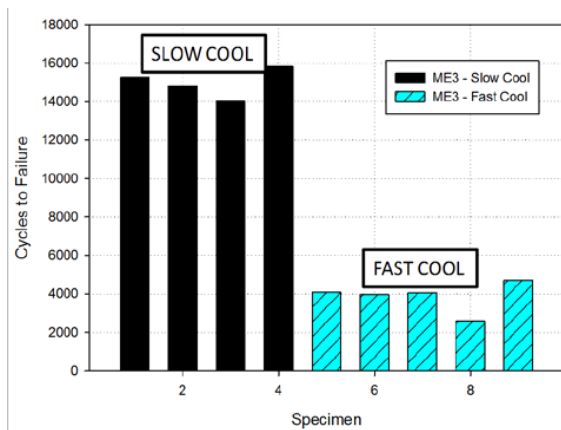 18000
16000
14000
12000
10000
8000
6000
4000
2000
0
Cycles to Failure
SLOW COOL
ME3 - Slow Cool
ME3 - Fast Cool
FAST COOL
2 4 6 8
Specimen